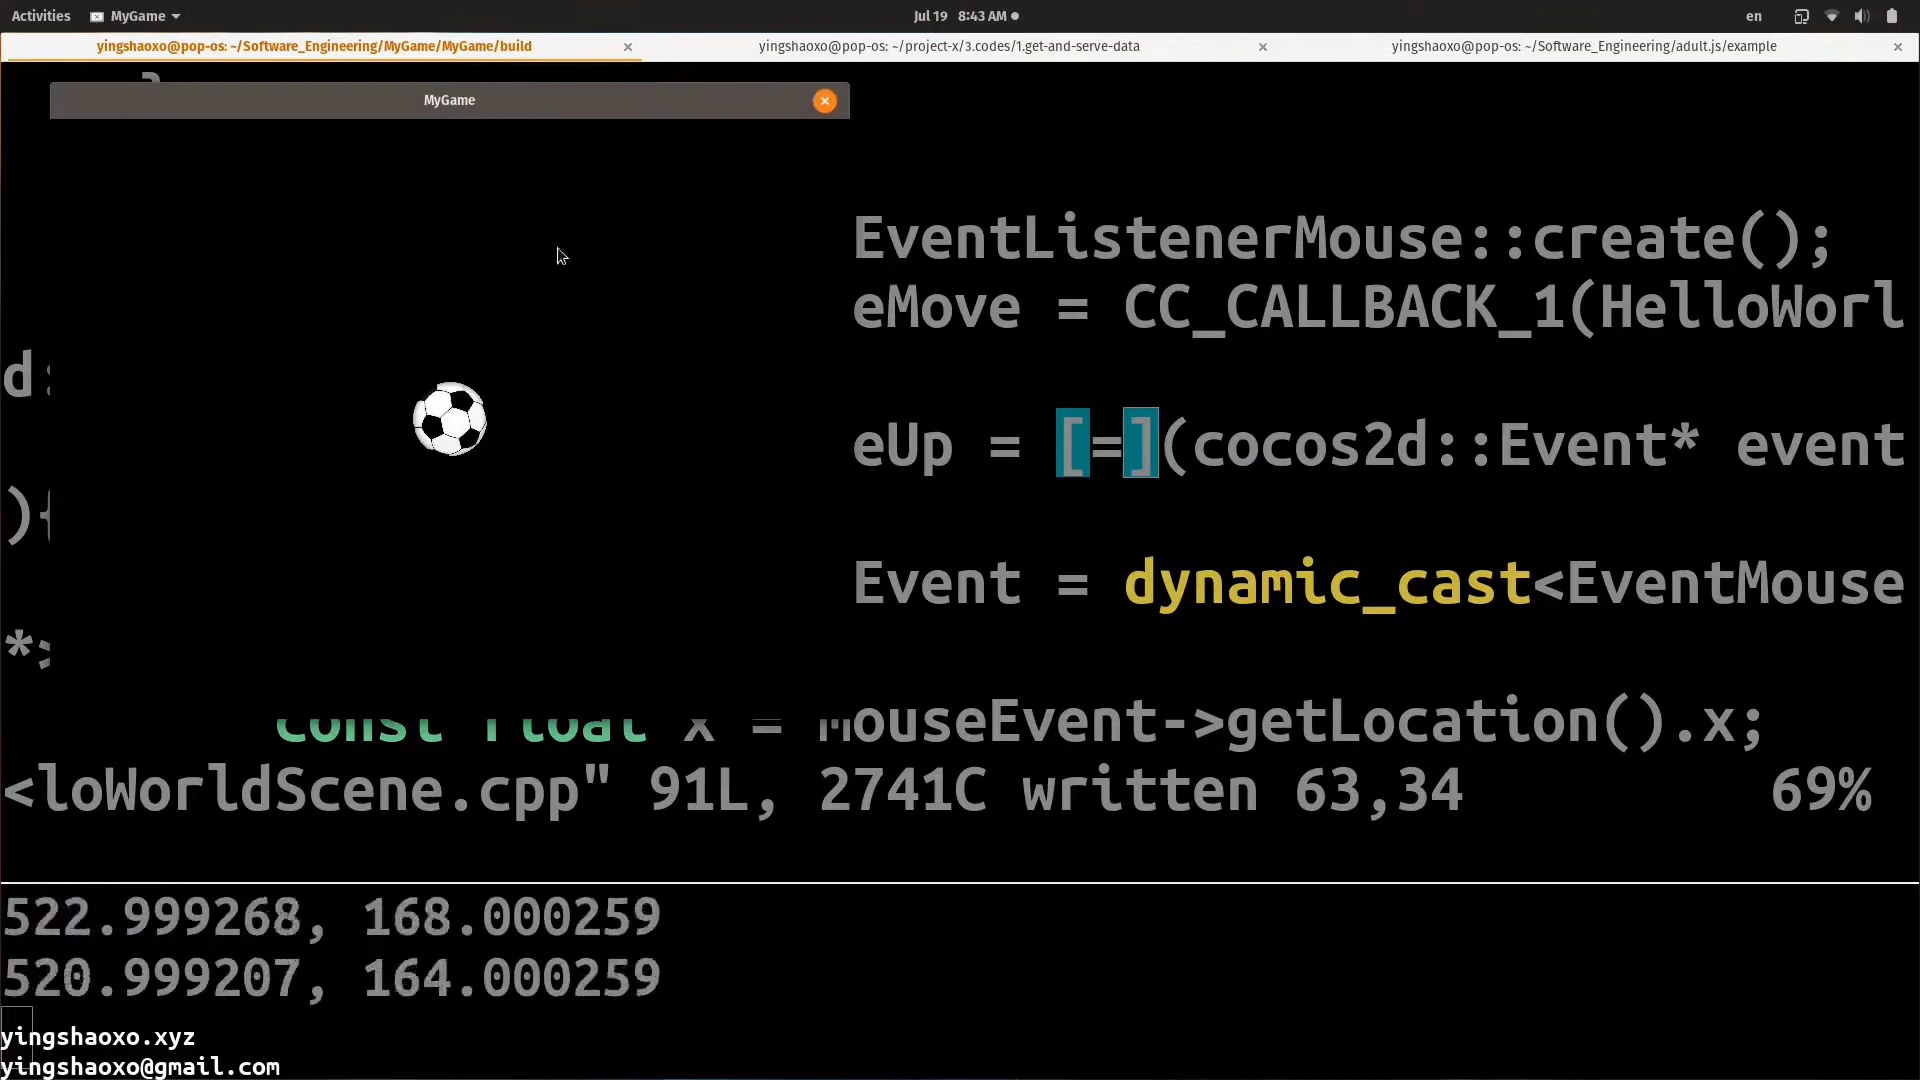 Activities MyGame Jul 19 8:43 AM en
yingshaoxo@pop-os: ~/Software_Engineering/MyGame/MyGame/build × yingshaoxo@pop-os: ~/project-x/3.codes/1.get-and-serve-data × yingshaoxo@pop-os: ~/Software_Engineering/adult.js/example ×
MyGame ×
EventListenerMouse::create();
eMove = CC_CALLBACK_1(HelloWorl
d:
eUp = [=](cocos2d::Event* event
){
Event = dynamic_cast<EventMouse
*>
const float x = mouseEvent->getLocation().x;
<loWorldScene.cpp" 91L, 2741C written 63,34 69%
522.999268, 168.000259
520.999207, 164.000259
yingshaoxo.xyz
yingshaoxo@gmail.com